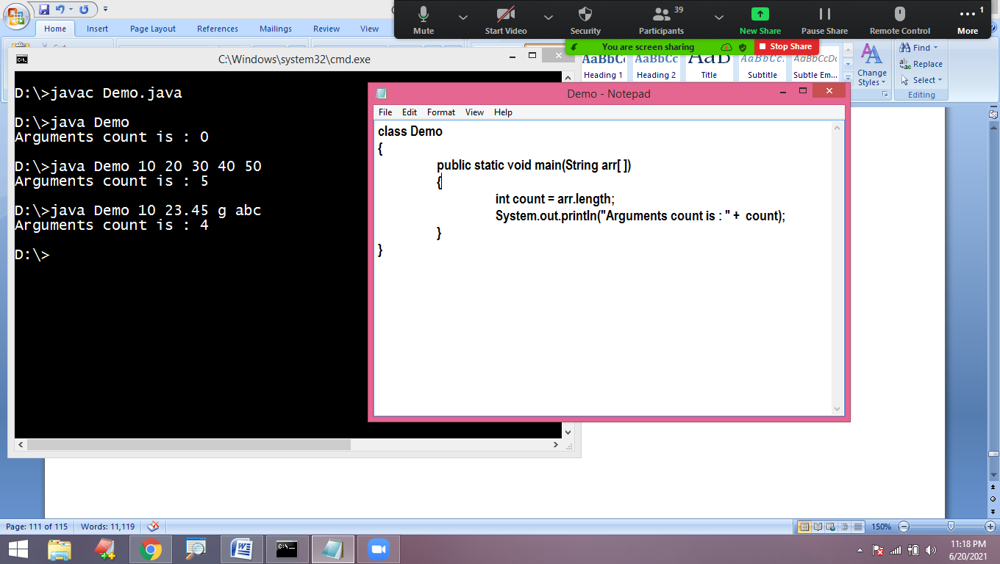 Home Insert Page Layout References Mailings Review View
Mute Start Video Security Participants 39 New Share Pause Share Remote Control More 1
You are screen sharing Stop Share
AaBbC AaBbCc AaB AaBbCc AaBbCcDc
Heading 1 Heading 2 Title Subtitle Subtle Em...
Change Styles
Find
Replace
Select
Editing
Cut
C:\Windows\system32\cmd.exe
D:\>javac Demo.java
D:\>java Demo
Arguments count is : 0
D:\>java Demo 10 20 30 40 50
Arguments count is : 5
D:\>java Demo 10 23.45 g abc
Arguments count is : 4
D:\>
Demo - Notepad
File Edit Format View Help
class Demo
{
public static void main(String arr[ ])
{
int count = arr.length;
System.out.println("Arguments count is : " + count);
}
}
Page: 111 of 115 Words: 11,119 150%
11:18 PM
6/20/2021